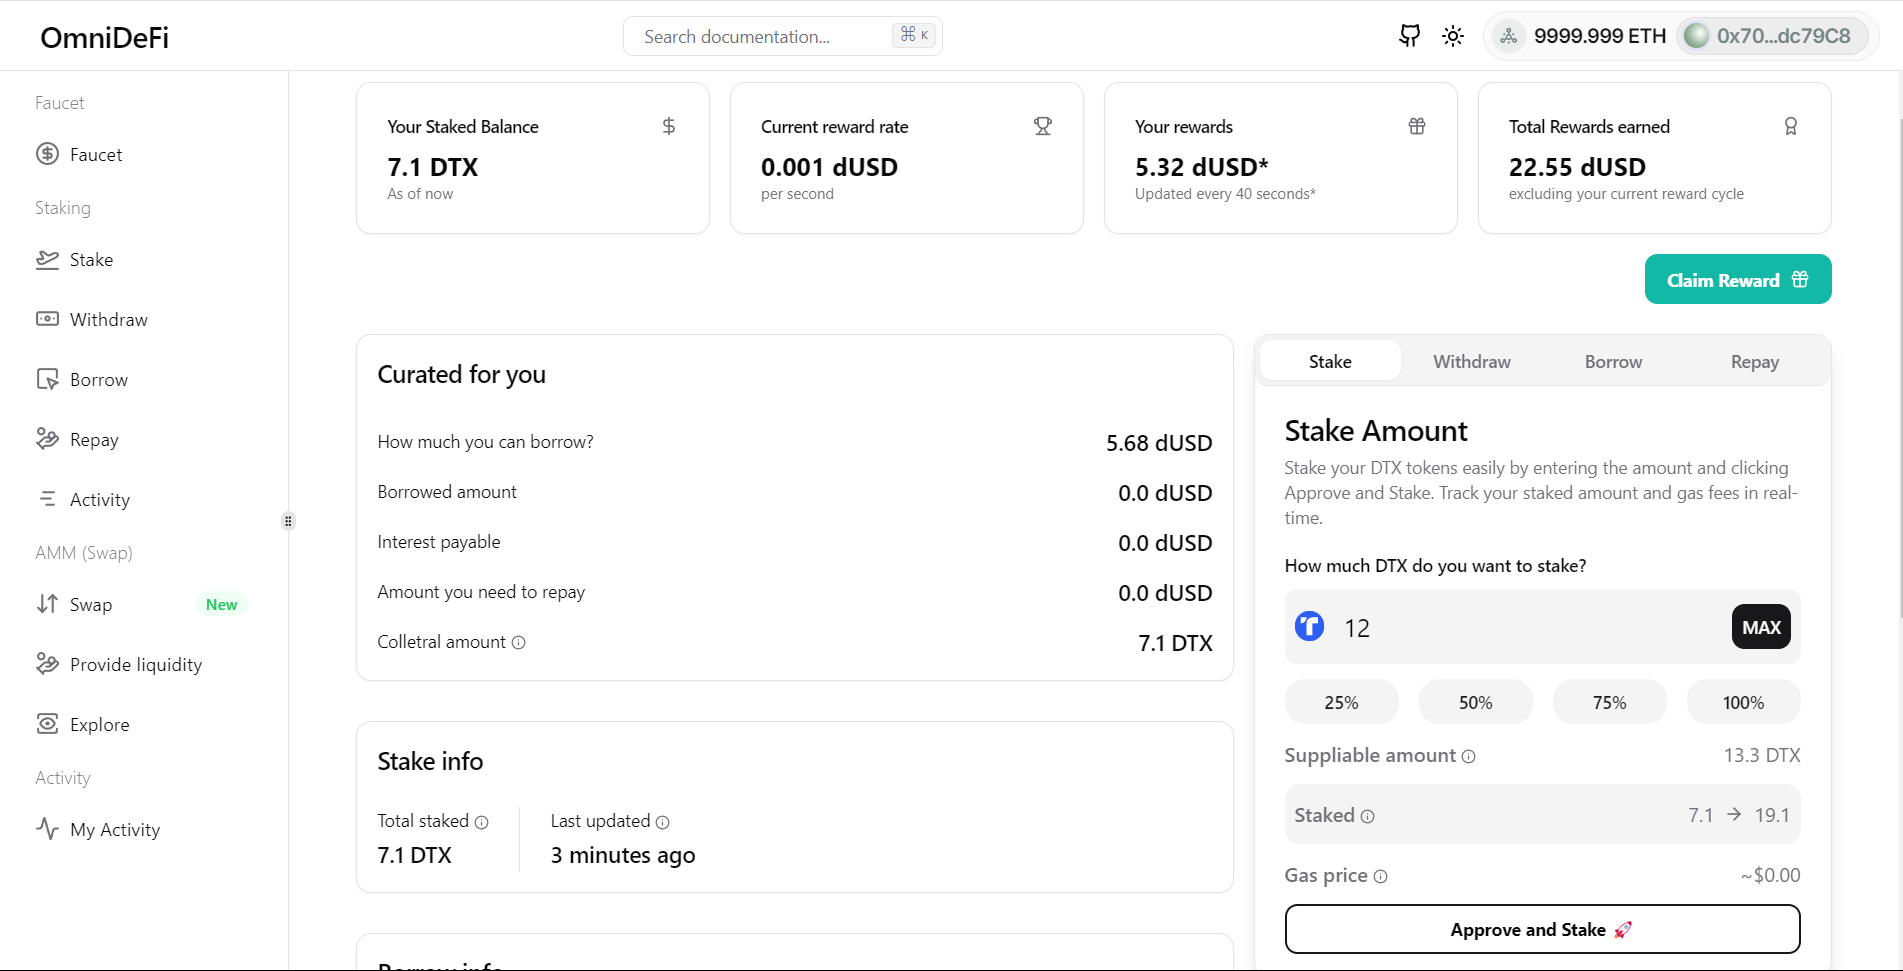 OmniDeFi
Search documentation...
⌘ K
9999.999 ETH
0x70...dc79C8
Faucet
Faucet
Staking
Stake
Withdraw
Borrow
Repay
Activity
AMM (Swap)
Swap
New
Provide liquidity
Explore
Activity
My Activity
Your Staked Balance
7.1 DTX
As of now
Current reward rate
0.001 dUSD
per second
Your rewards
5.32 dUSD*
Updated every 40 seconds*
Total Rewards earned
22.55 dUSD
excluding your current reward cycle
Claim Reward
Curated for you
How much you can borrow? 5.68 dUSD
Borrowed amount 0.0 dUSD
Interest payable 0.0 dUSD
Amount you need to repay 0.0 dUSD
Colletral amount 7.1 DTX
Stake info
Total staked
7.1 DTX
Last updated
3 minutes ago
Borrow info
Stake Withdraw Borrow Repay
Stake Amount
Stake your DTX tokens easily by entering the amount and clicking
Approve and Stake. Track your staked amount and gas fees in real-
time.
How much DTX do you want to stake?
12 MAX
25% 50% 75% 100%
Suppliable amount 13.3 DTX
Staked 7.1 → 19.1
Gas price ~$0.00
Approve and Stake 🚀